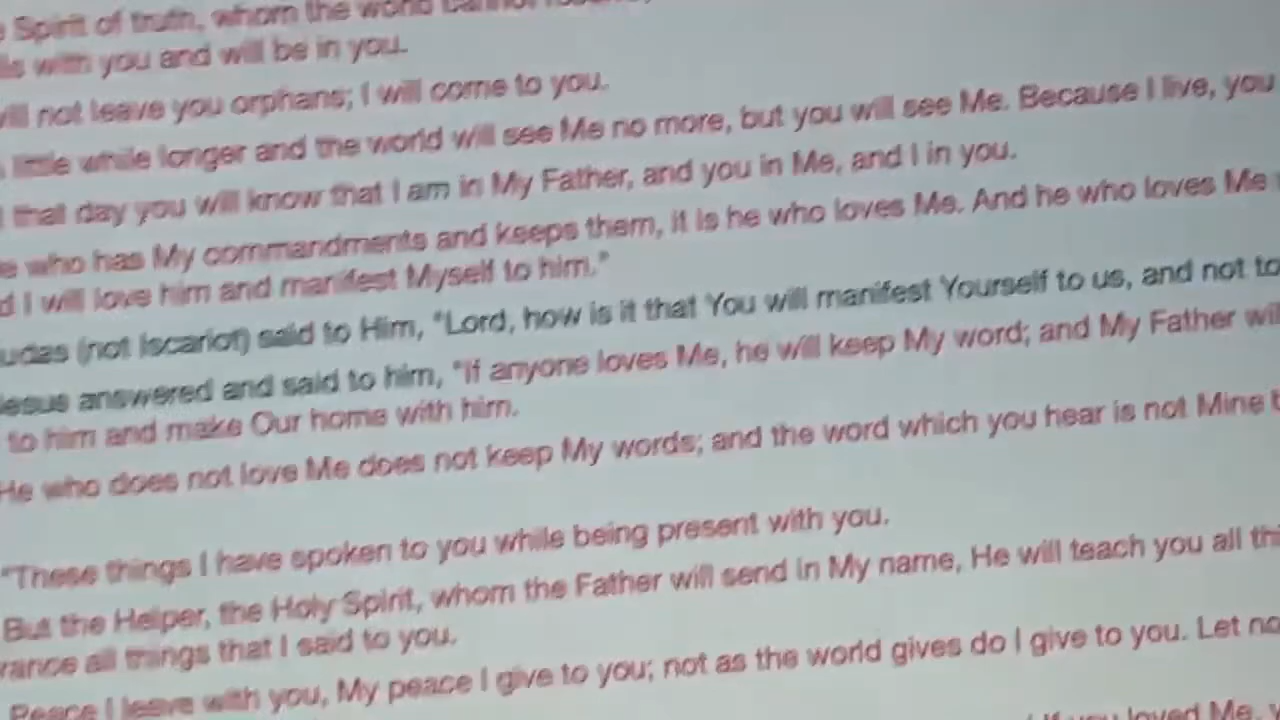 Spirit of truth, whom the world cannot
with you and will be in you.
will not leave you orphans; I will come to you.
little while longer and the world will see Me no more, but you will see Me. Because I live, you
that day you will know that I am in My Father, and you in Me, and I in you.
who has My commandments and keeps them, it is he who loves Me. And he who loves Me
I will love him and manifest Myself to him."
udas (not Iscariot) said to Him, "Lord, how is it that You will manifest Yourself to us, and not to
Jesus answered and said to him, "If anyone loves Me, he will keep My word; and My Father wil
to him and make Our home with him.
He who does not love Me does not keep My words; and the word which you hear is not Mine b
"These things I have spoken to you while being present with you.
But the Helper, the Holy Spirit, whom the Father will send in My name, He will teach you all thi
rance all things that I said to you.
Peace I leave with you, My peace I give to you; not as the world gives do I give to you. Let no
If you loved Me,